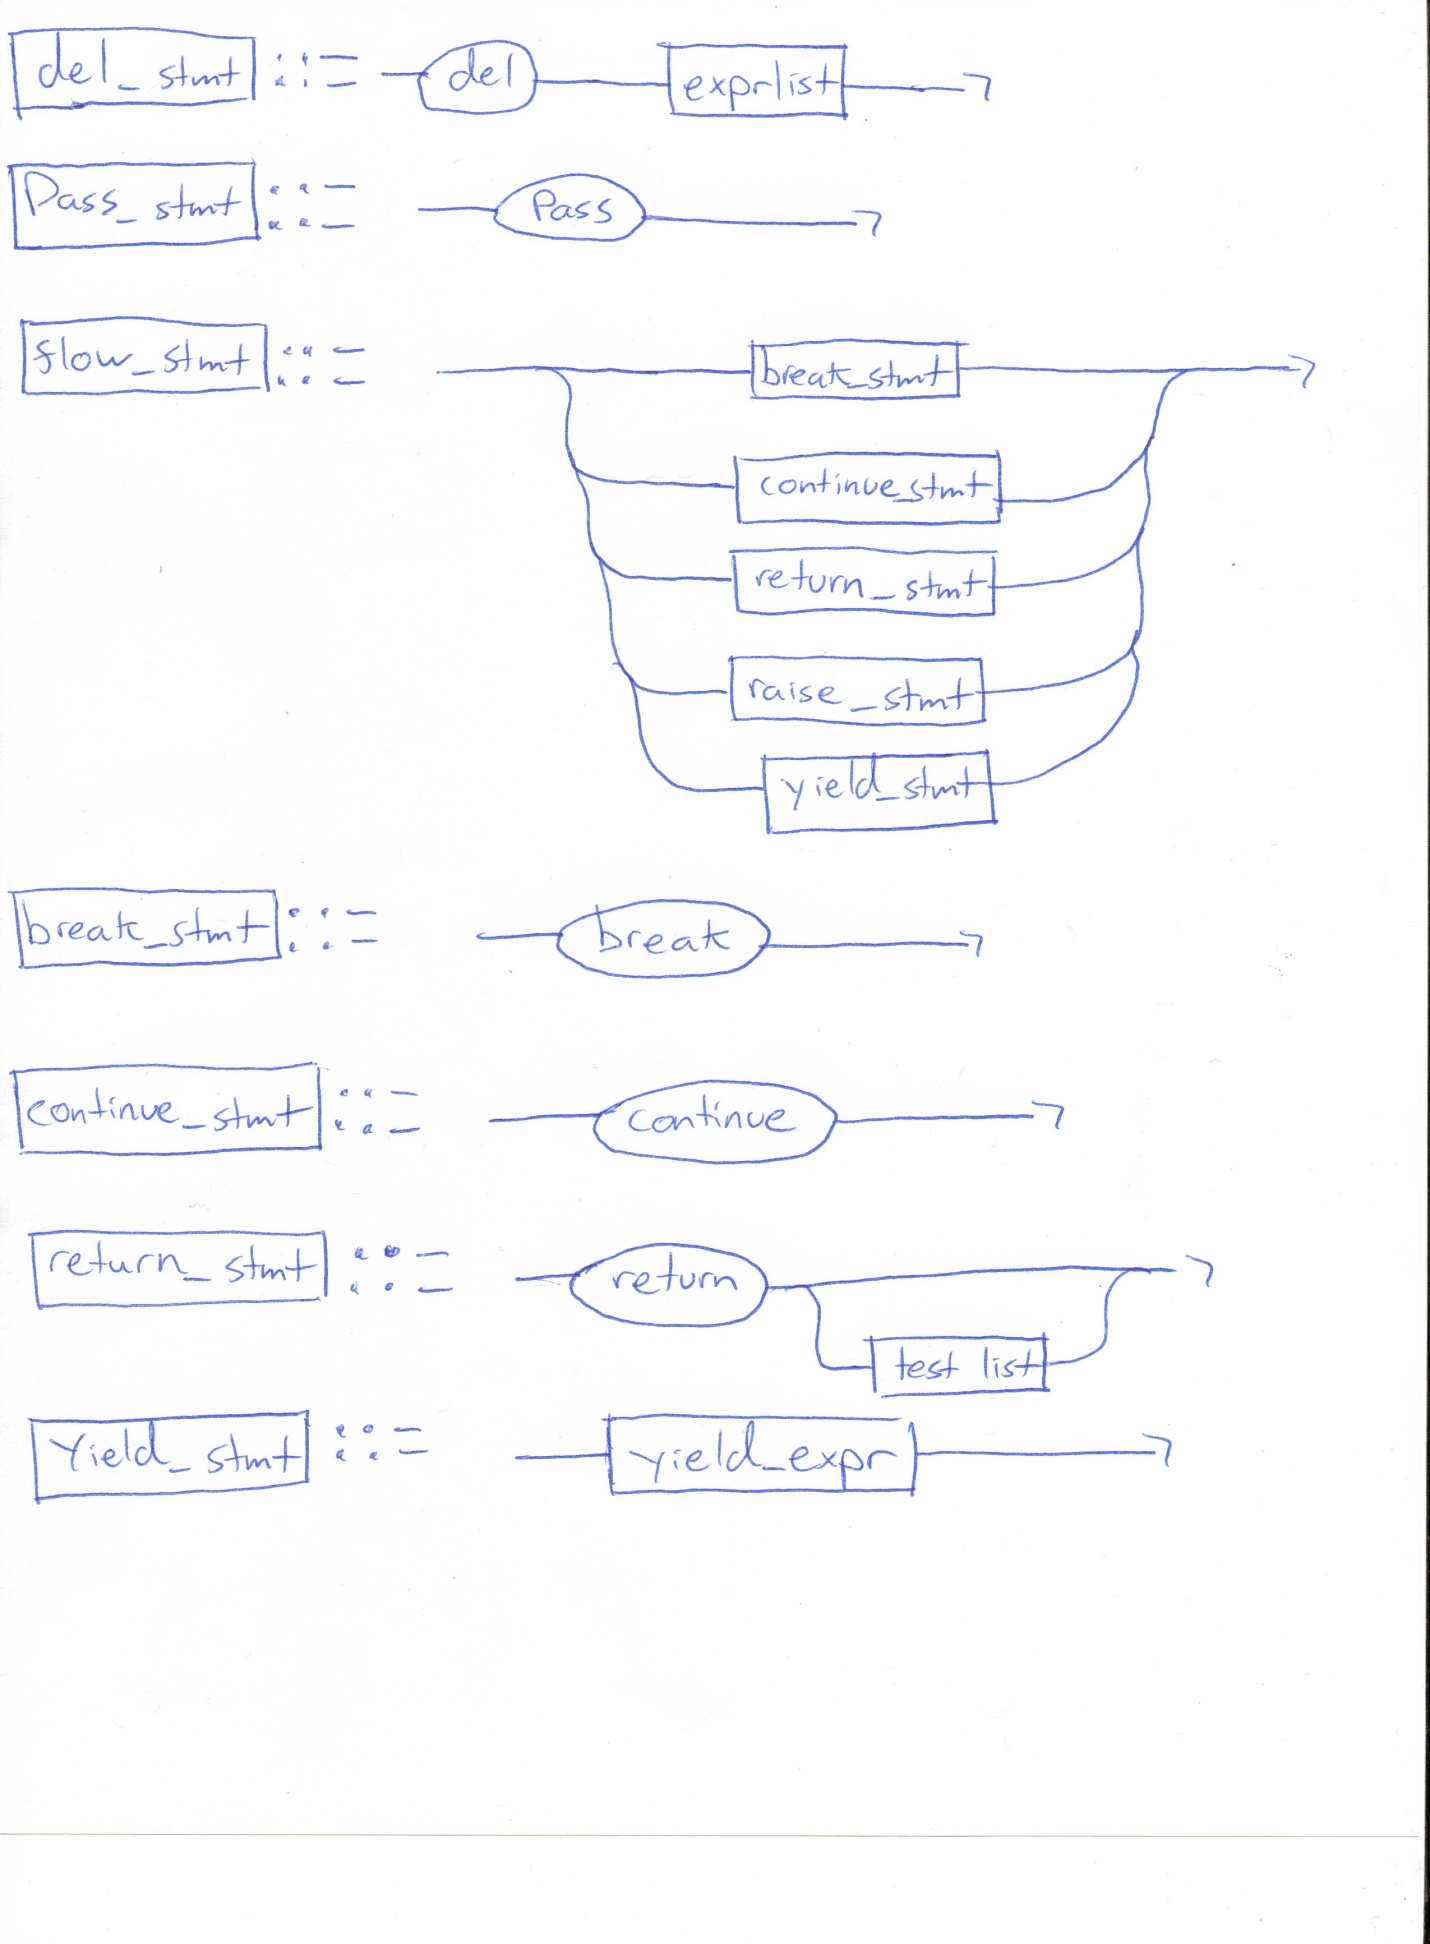 del_stmt ::= del exprlist
Pass_stmt ::= Pass
flow_stmt ::= break_stmt
continue_stmt
return_stmt
raise_stmt
yield_stmt
break_stmt ::= break
continue_stmt ::= continue
return_stmt ::= return
test list
Yield_stmt ::= yield_expr